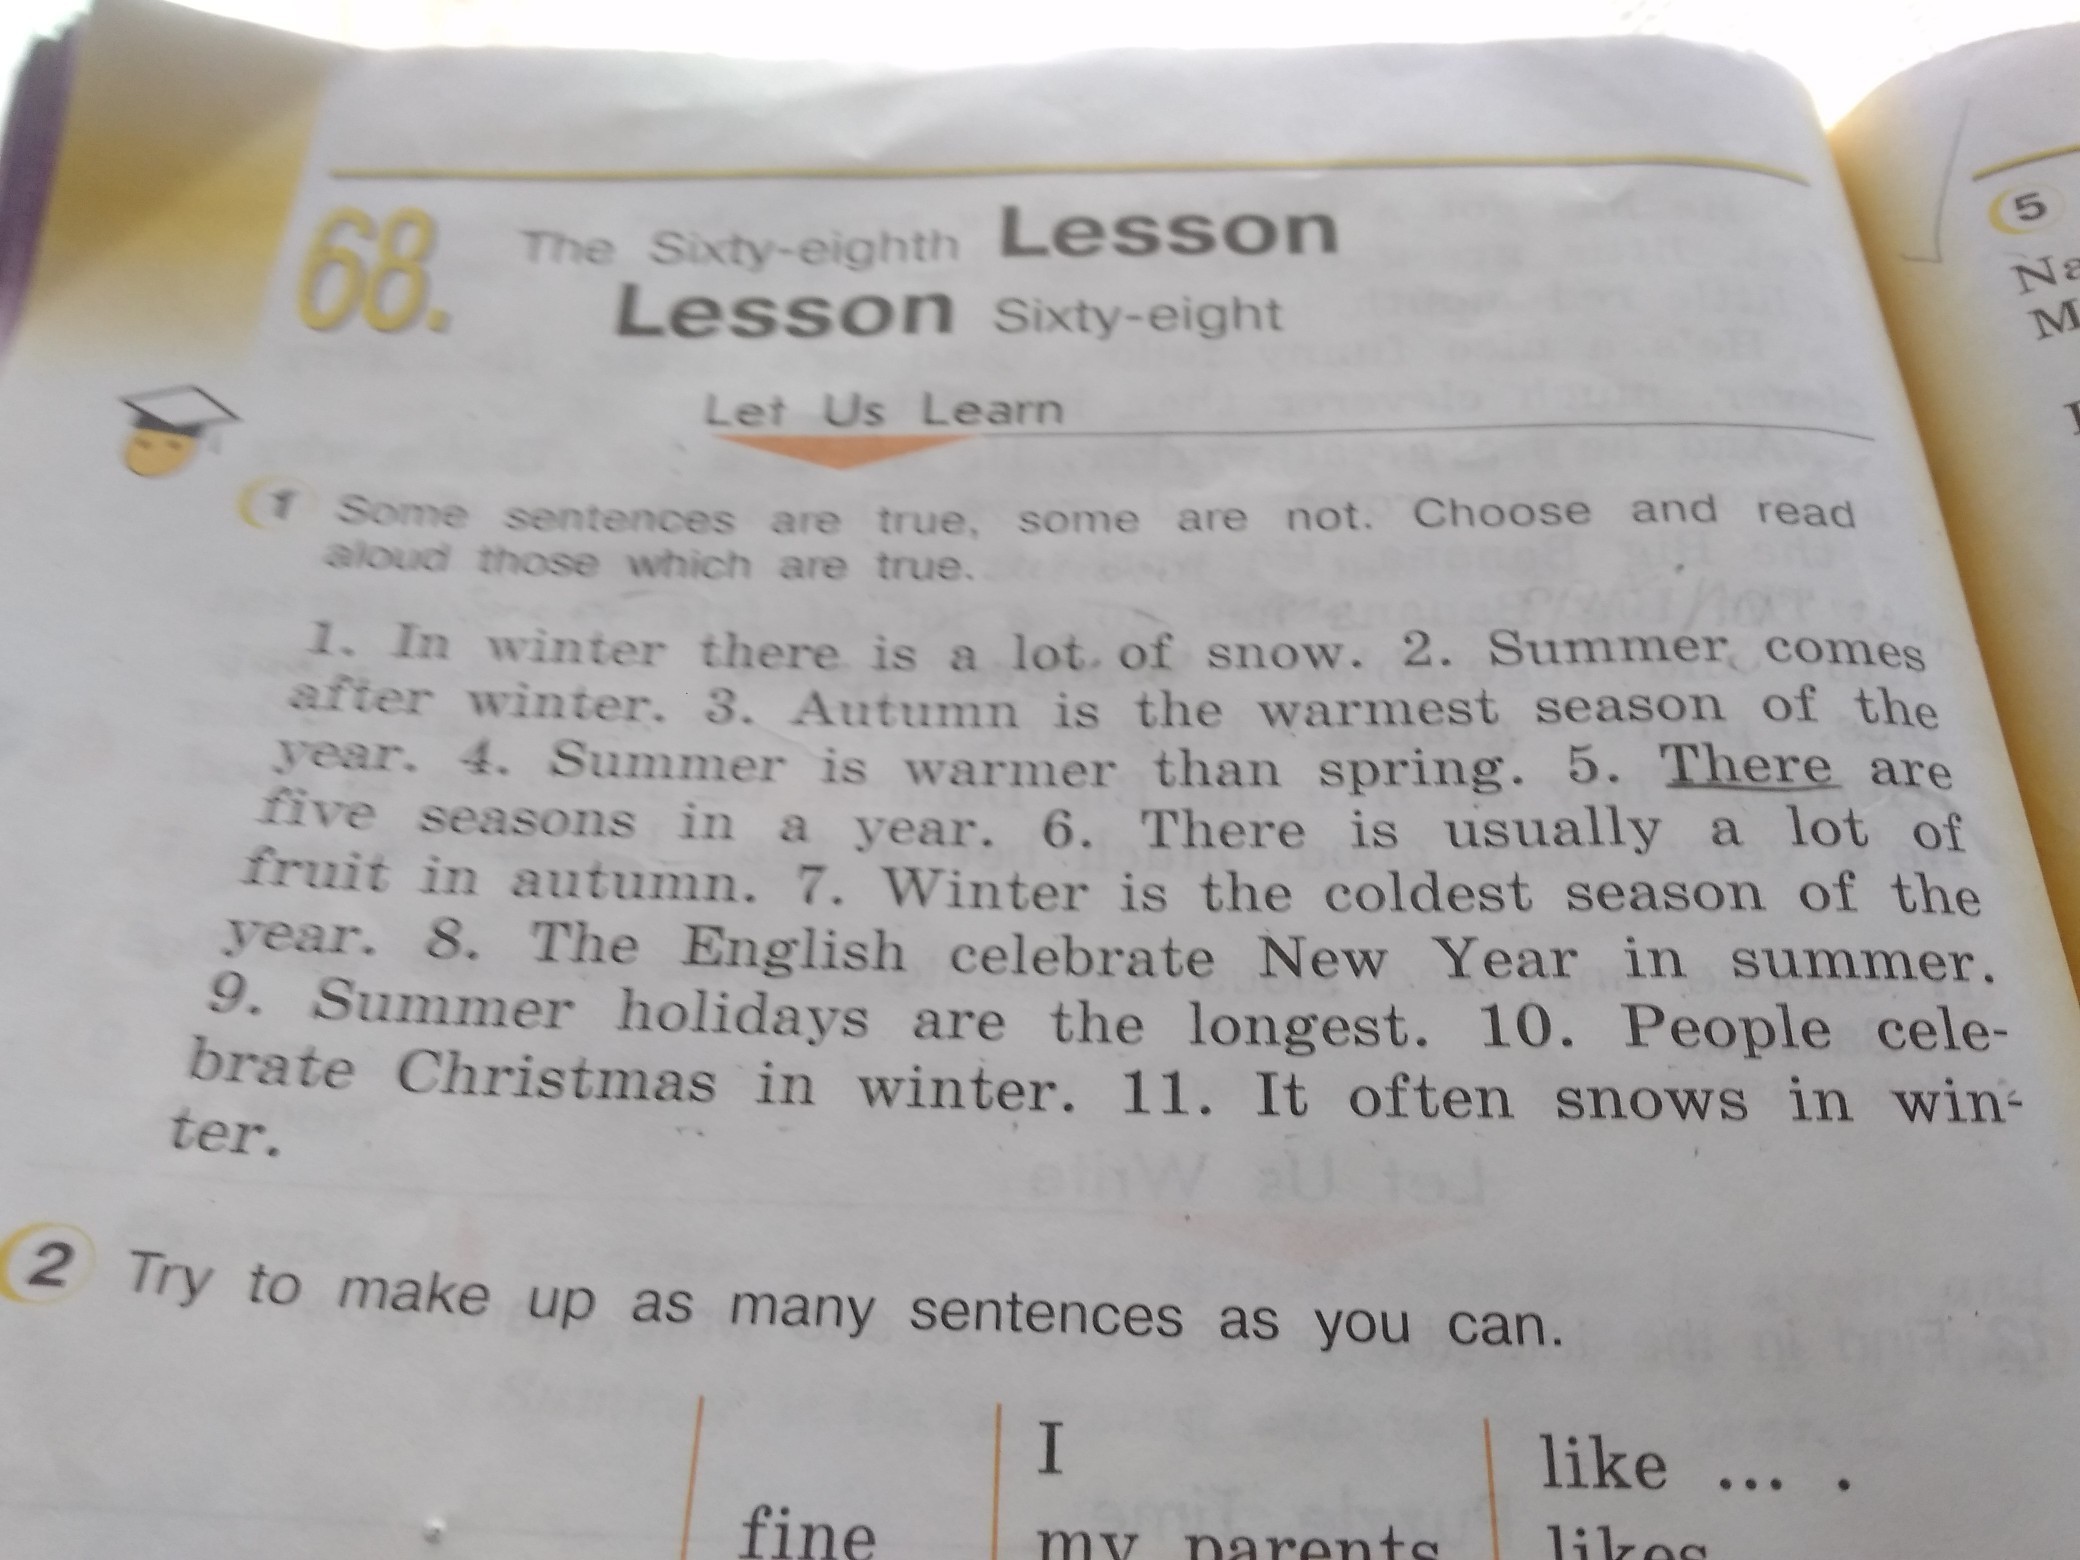 68. The Sixty-eighth Lesson
Lesson Sixty-eight
Let Us Learn
1 Some sentences are true, some are not. Choose and read
aloud those which are true.
1. In winter there is a lot of snow. 2. Summer comes
after winter. 3. Autumn is the warmest season of the
year. 4. Summer is warmer than spring. 5. There are
five seasons in a year. 6. There is usually a lot of
fruit in autumn. 7. Winter is the coldest season of the
year. 8. The English celebrate New Year in summer.
9. Summer holidays are the longest. 10. People cele-
brate Christmas in winter. 11. It often snows in win-
ter.
2 Try to make up as many sentences as you can.
I like ... .
fine my parents likes
5